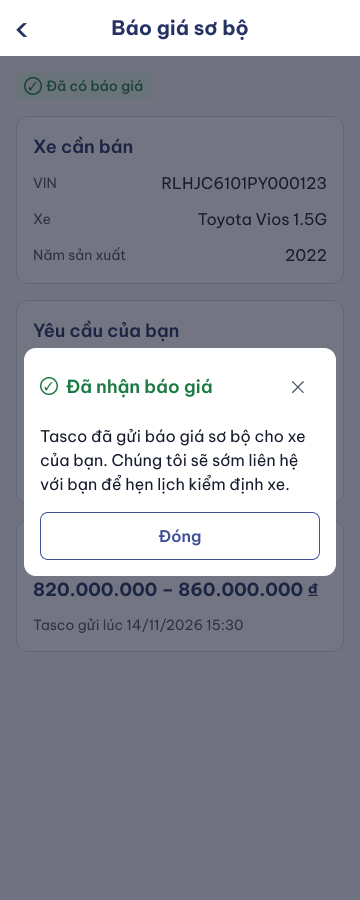 Báo giá sơ bộ
Đã có báo giá
Xe cần bán
VIN RLHJC6101PY000123
Xe Toyota Vios 1.5G
Năm sản xuất 2022
Yêu cầu của bạn
Đã nhận báo giá
Tasco đã gửi báo giá sơ bộ cho xe
của bạn. Chúng tôi sẽ sớm liên hệ
với bạn để hẹn lịch kiểm định xe.
Đóng
820.000.000 – 860.000.000 ₫
Tasco gửi lúc 14/11/2026 15:30